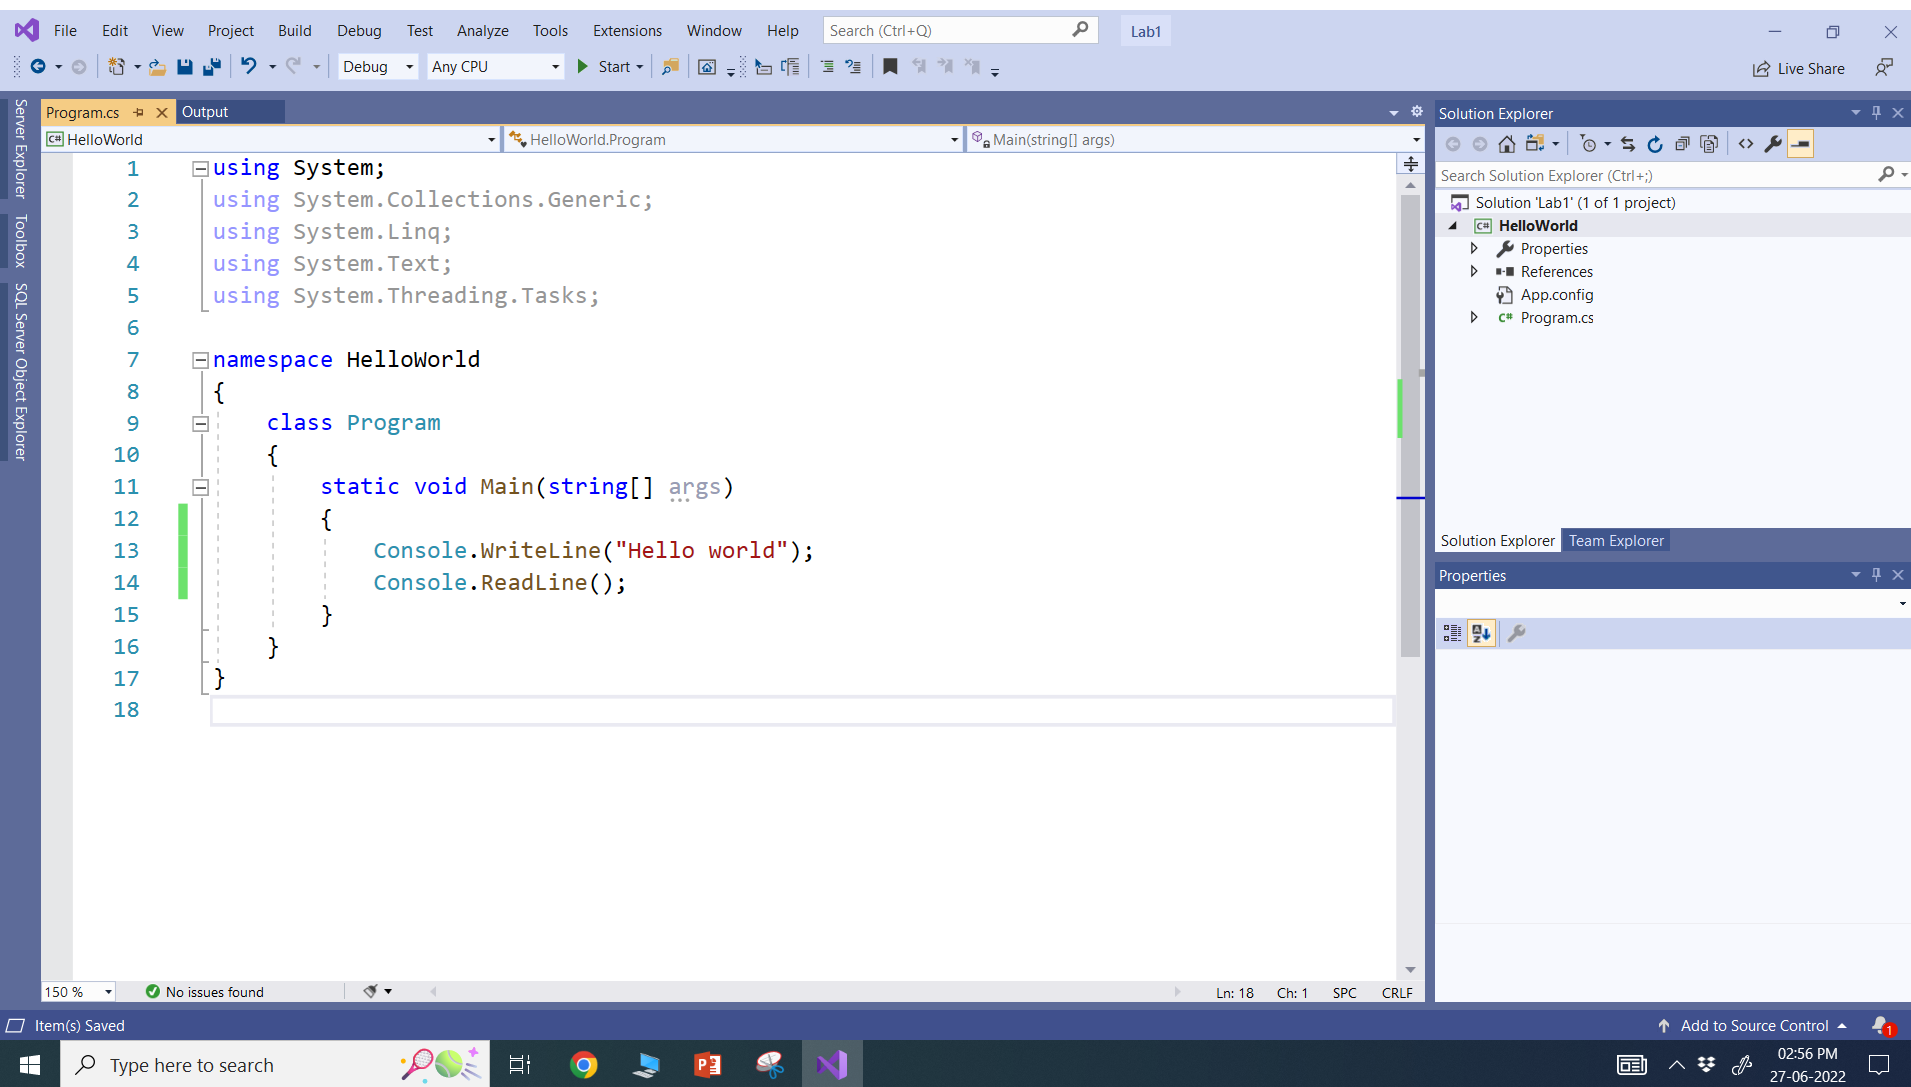 File Edit View Project Build Debug Test Analyze Tools Extensions Window Help Search (Ctrl+Q) Lab1
Debug Any CPU Start Live Share
Server Explorer
Toolbox
SQL Server Object Explorer
Program.cs Output
C# HelloWorld HelloWorld.Program Main(string[] args)
1 using System;
2 using System.Collections.Generic;
3 using System.Linq;
4 using System.Text;
5 using System.Threading.Tasks;
6
7 namespace HelloWorld
8 {
9 class Program
10 {
11 static void Main(string[] args)
12 {
13 Console.WriteLine("Hello world");
14 Console.ReadLine();
15 }
16 }
17 }
18
150 % No issues found Ln: 18 Ch: 1 SPC CRLF
Solution Explorer
Search Solution Explorer (Ctrl+;)
Solution 'Lab1' (1 of 1 project)
C# HelloWorld
Properties
References
App.config
C# Program.cs
Solution Explorer Team Explorer
Properties
Item(s) Saved Add to Source Control 1
Type here to search
02:56 PM
27-06-2022